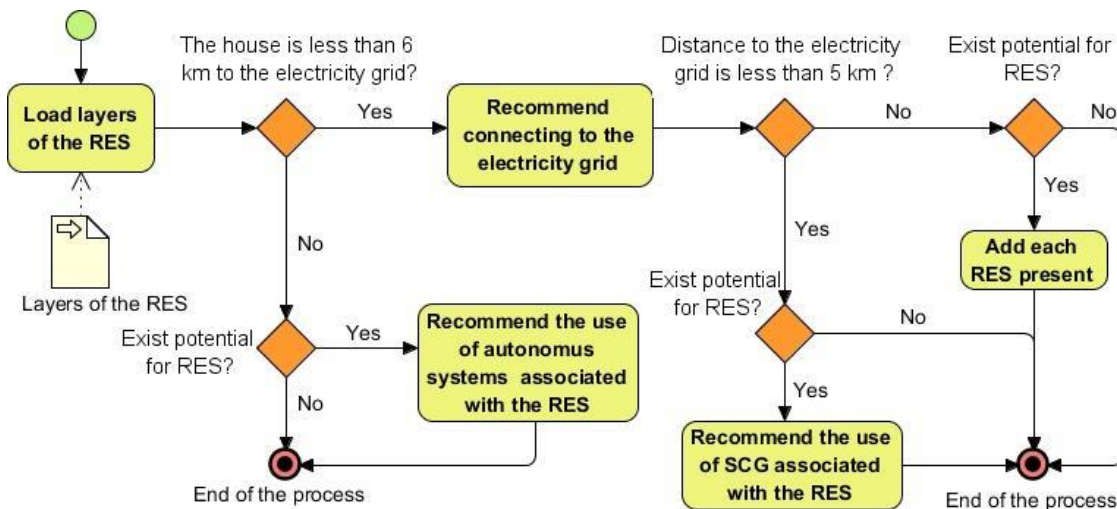 The house is less than 6
km to the electricity grid?
Distance to the electricity
grid is less than 5 km ?
Exist potential for
RES?
Load layers
of the RES
Yes
Recommend
connecting to the
electricity grid
No
No
Yes
Layers of the RES
No
Yes
Add each
RES present
Exist potential
for RES?
Yes
Recommend the use
of autonomus
systems associated
with the RES
Exist potential
for RES?
No
No
Yes
End of the process
Recommend the use
of SCG associated
with the RES
End of the process